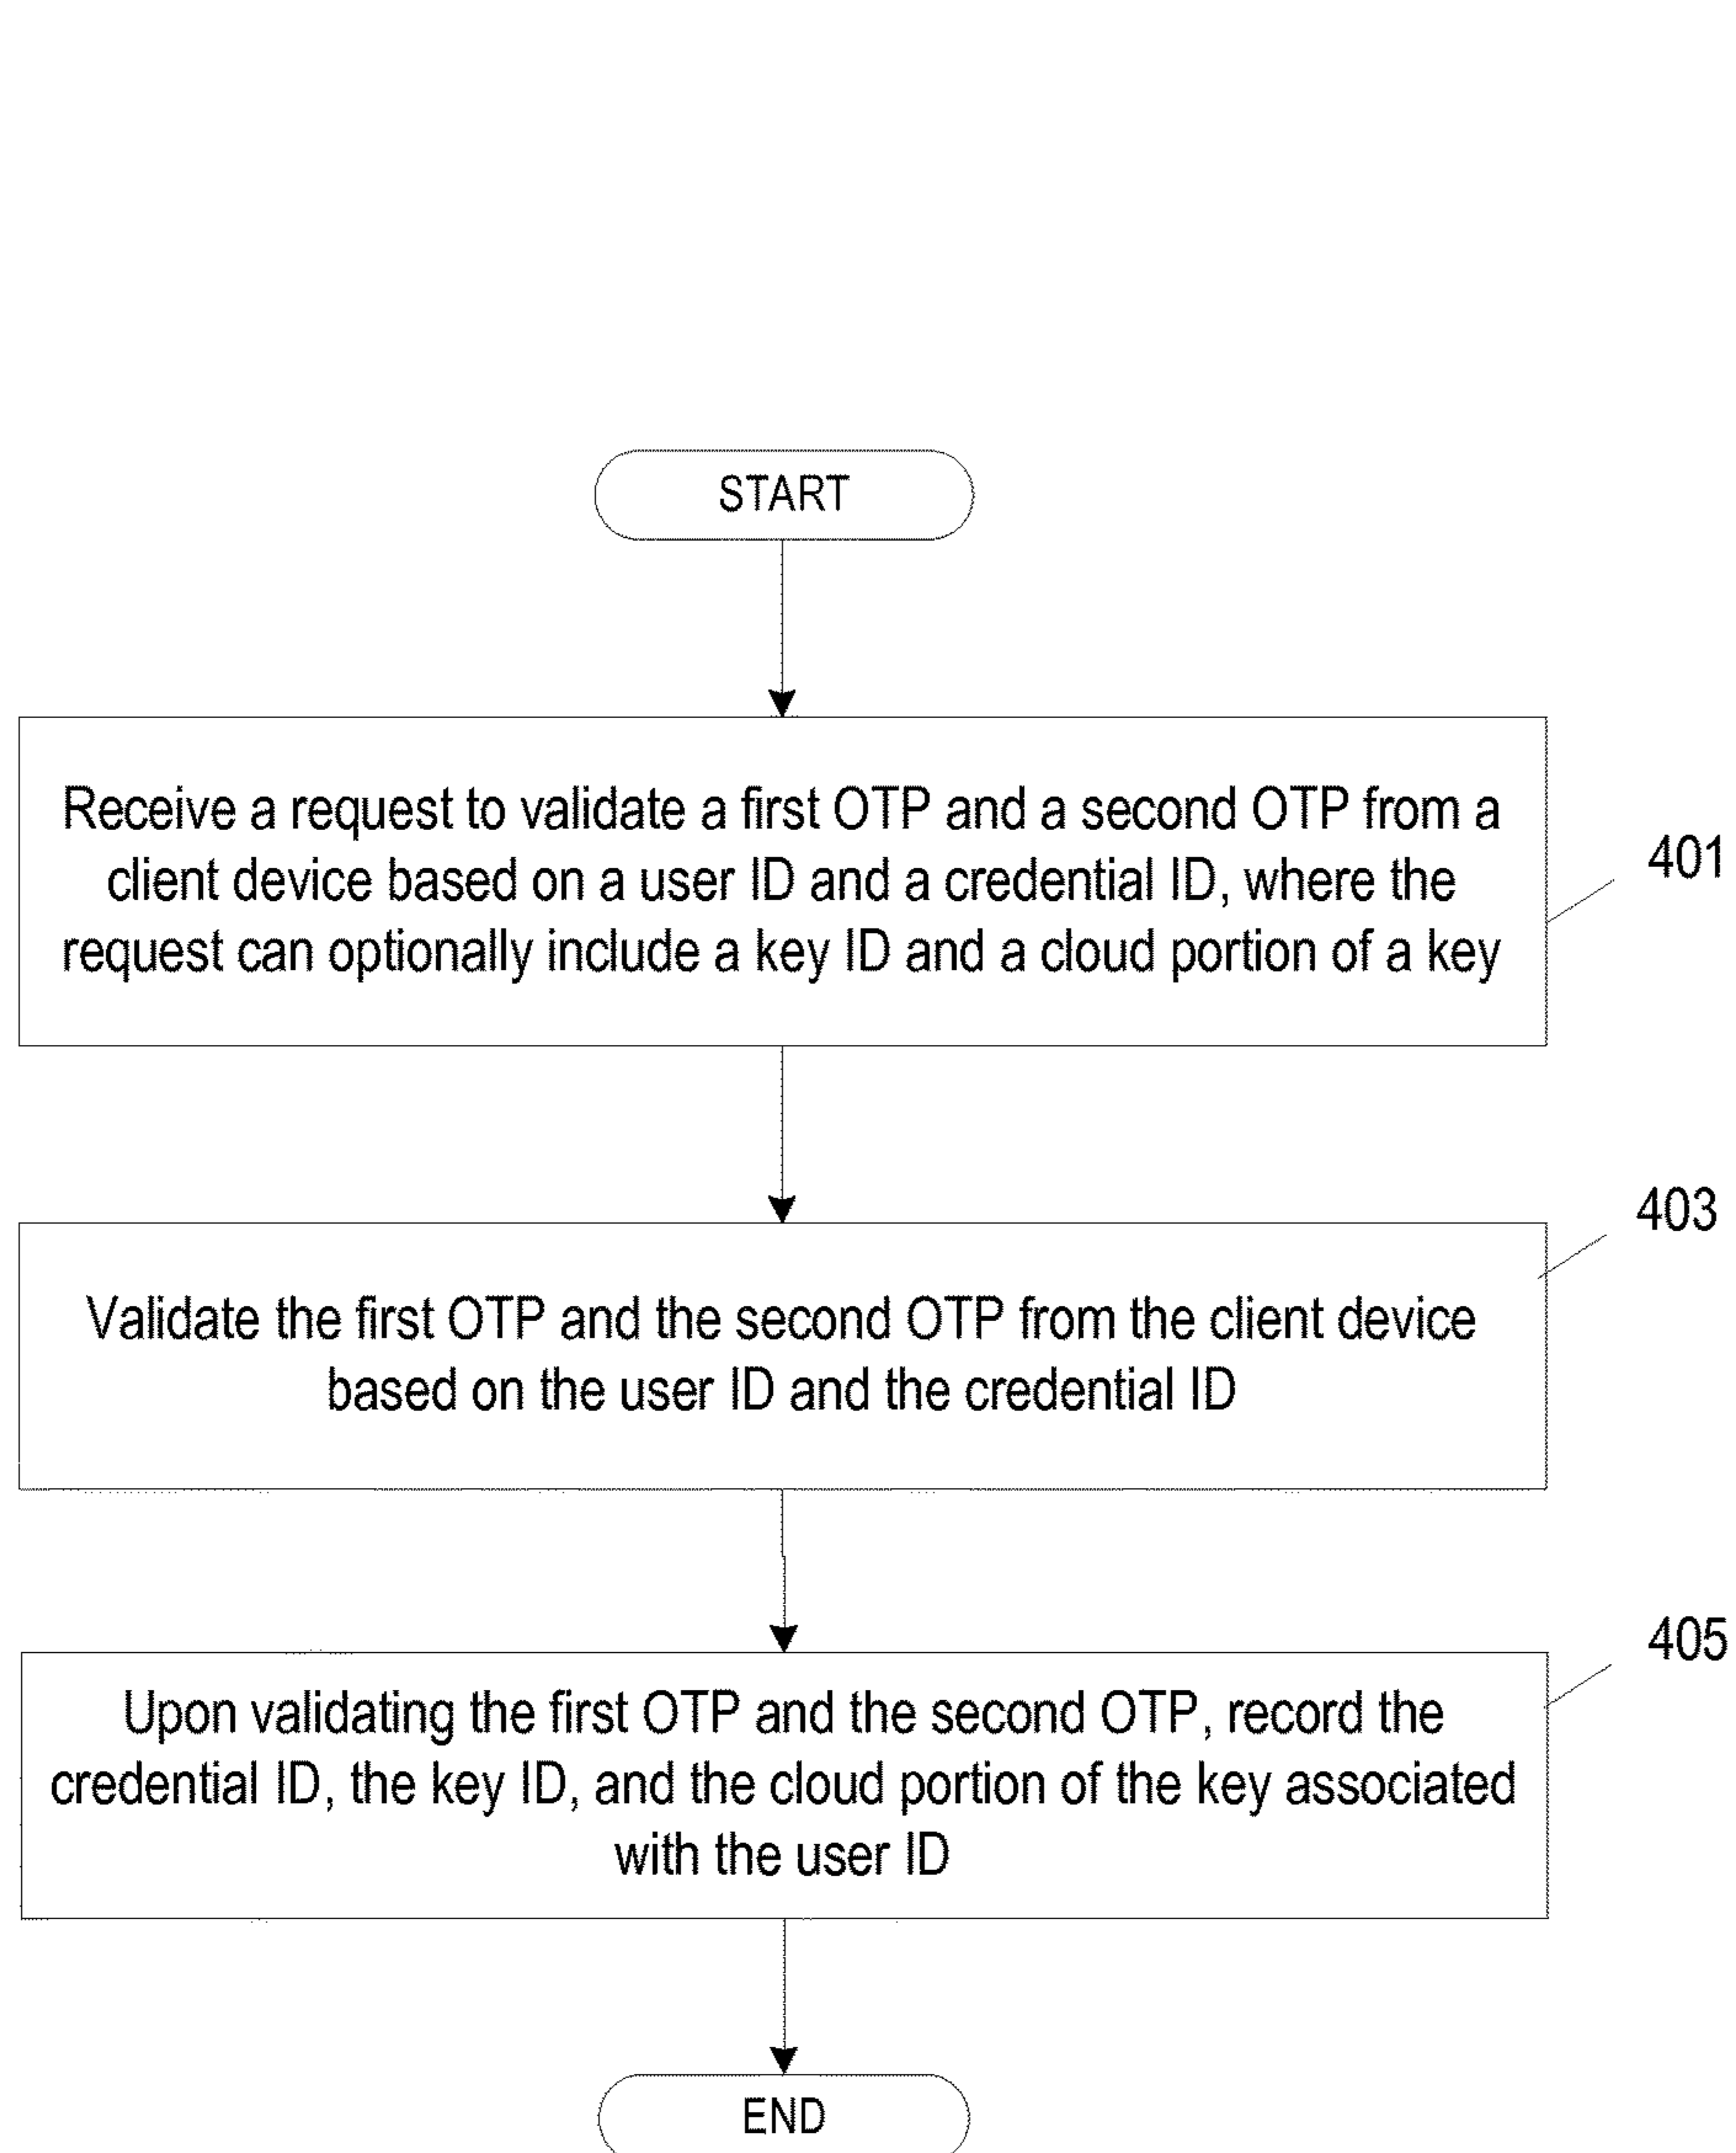 START
Receive a request to validate a first OTP and a second OTP from a
client device based on a user ID and a credential ID, where the
request can optionally include a key ID and a cloud portion of a key
401
403
Validate the first OTP and the second OTP from the client device
based on the user ID and the credential ID
405
Upon validating the first OTP and the second OTP, record the
credential ID, the key ID, and the cloud portion of the key associated
with the user ID
END